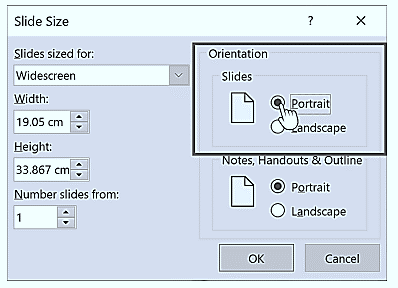 Slide Size ? ×
Slides sized for:
Widescreen
Width:
19.05 cm
Height:
33.867 cm
Number slides from:
1
Orientation
Slides
Portrait
Landscape
Notes, Handouts & Outline
Portrait
Landscape
OK Cancel